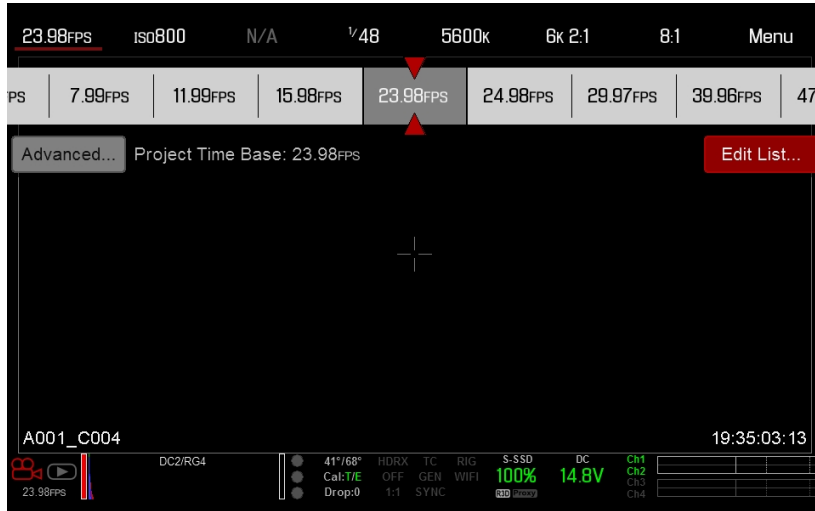 23.98FPS ISO800 N/A 1/48 5600K 6K 2:1 8:1 Menu
PS 7.99FPS 11.99FPS 15.98FPS 23.98FPS 24.98FPS 29.97FPS 39.96FPS 47
Advanced... Project Time Base: 23.98FPS Edit List...
A001_C004 19:35:03:13
DC2/RG4 41°/68° HDRX TC RIG S-SSD DC Ch1
Cal:T/E OFF GEN WIFI 100% 14.8V Ch2
Ch3
23.98FPS Drop:0 1:1 SYNC R3D Proxy Ch4